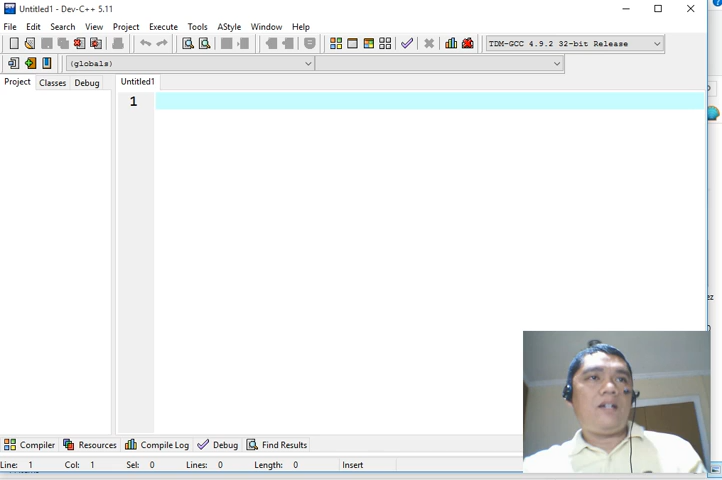 Untitled1 - Dev-C++ 5.11
File Edit Search View Project Execute Tools AStyle Window Help
TDM-GCC 4.9.2 32-bit Release
(globals)
Project Classes Debug Untitled1
1
ez
Compiler Resources Compile Log Debug Find Results
Line: 1 Col: 1 Sel: 0 Lines: 0 Length: 0 Insert